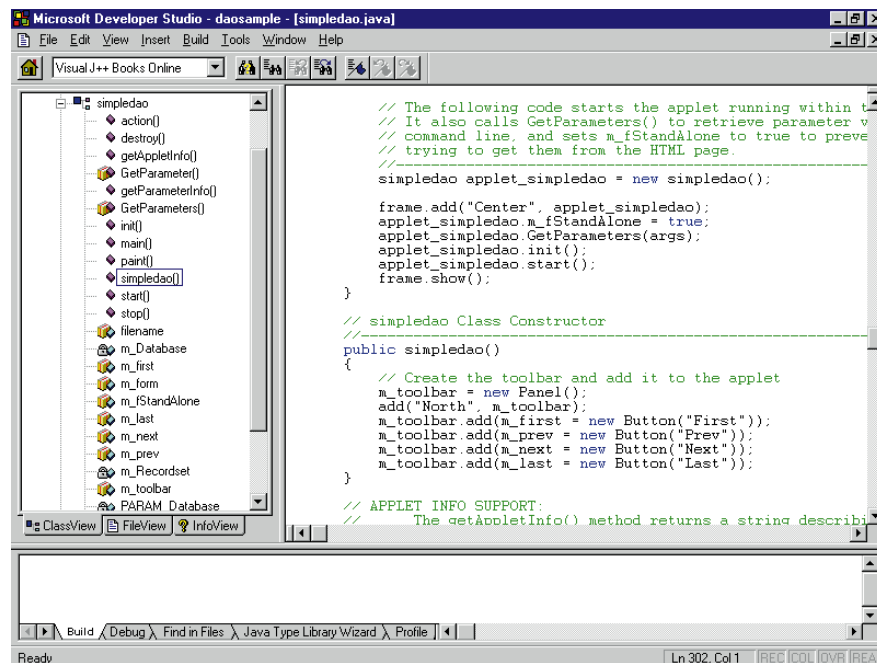 Microsoft Developer Studio - daosample - [simpledao.java]
File Edit View Insert Build Tools Window Help
Visual J++ Books Online
simpledao
action()
destroy()
getAppletInfo()
GetParameter()
getParameterInfo()
GetParameters()
init()
main()
paint()
simpledao()
start()
stop()
filename
m_Database
m_first
m_form
m_fStandAlone
m_last
m_next
m_prev
m_Recordset
m_toolbar
PARAM_Database
ClassView FileView InfoView
// The following code starts the applet running within t
// It also calls GetParameters() to retrieve parameter v
// command line, and sets m_fStandAlone to true to preve
// trying to get them from the HTML page.
//----------------------------------------------------------
simpledao applet_simpledao = new simpledao();
frame.add("Center", applet_simpledao);
applet_simpledao.m_fStandAlone = true;
applet_simpledao.GetParameters(args);
applet_simpledao.init();
applet_simpledao.start();
frame.show();
}
// simpledao Class Constructor
//--------------------------------------------------------------
public simpledao()
{
// Create the toolbar and add it to the applet
m_toolbar = new Panel();
add("North", m_toolbar);
m_toolbar.add(m_first = new Button("First"));
m_toolbar.add(m_prev = new Button("Prev"));
m_toolbar.add(m_next = new Button("Next"));
m_toolbar.add(m_last = new Button("Last"));
}
// APPLET INFO SUPPORT:
// The getAppletInfo() method returns a string describi
Build Debug Find in Files Java Type Library Wizard Profile
Ready
Ln 302, Col 1 REC COL OVR REA